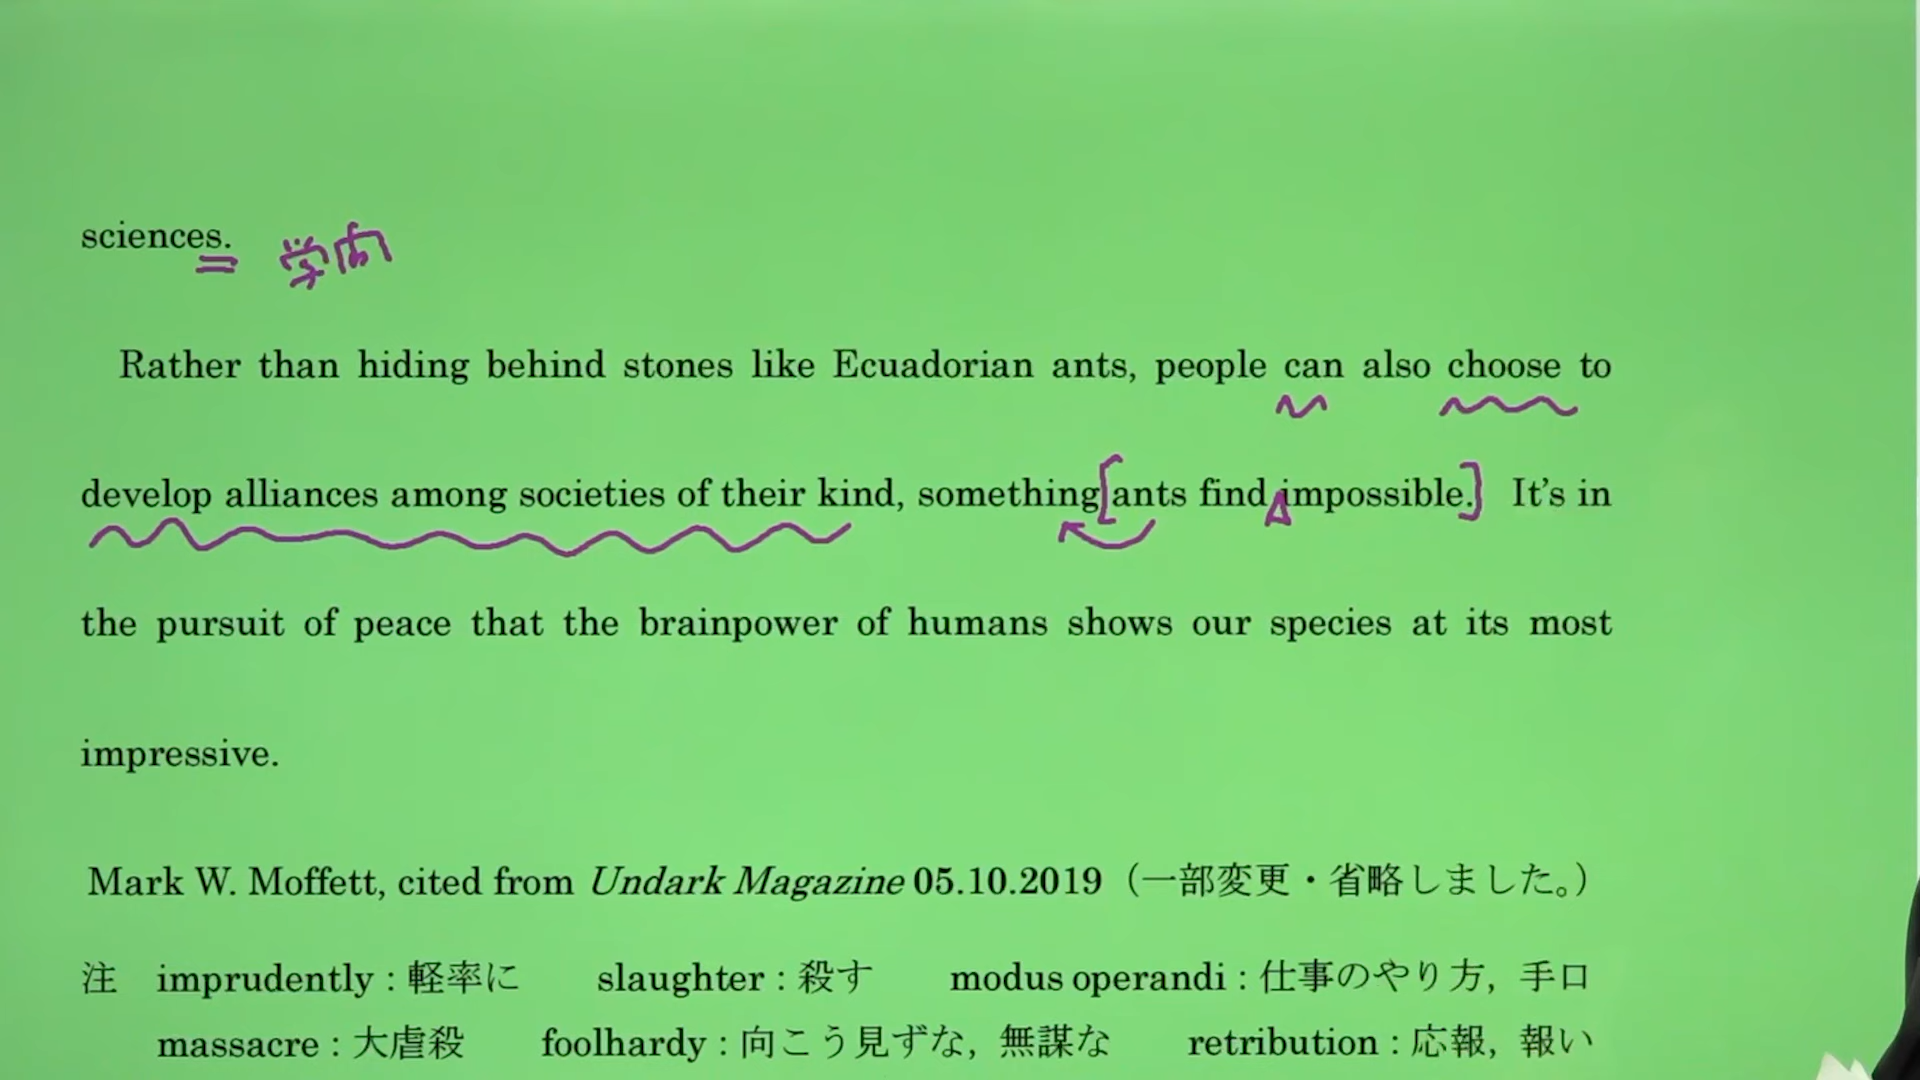 sciences. 学问
Rather than hiding behind stones like Ecuadorian ants, people can also choose to
develop alliances among societies of their kind, something[ants find impossible.] It's in
the pursuit of peace that the brainpower of humans shows our species at its most
impressive.
Mark W. Moffett, cited from Undark Magazine 05.10.2019（一部変更・省略しました。）
注 imprudently : 軽率に slaughter : 殺す modus operandi : 仕事のやり方, 手口
massacre : 大虐殺 foolhardy : 向こう見ずな, 無謀な retribution : 応報, 報い